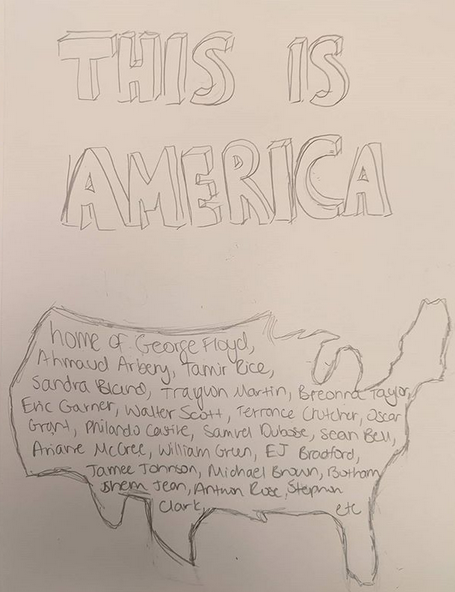 THIS IS
AMERICA
home of George Floyd,
Ahmaud Arbery, Tamir Rice,
Sandra Bland, Trayvon Martin, Breonna Taylor,
Eric Garner, Walter Scott, Terrance Crutcher, Oscar
Grant, Philando Castile, Samuel Dubose, Sean Bell,
Ariane McCree, William Green, EJ Bradford,
Jamee Johnson, Michael Brown, Botham
Shem Jean, Antwon Rose, Stephon
Clark, etc